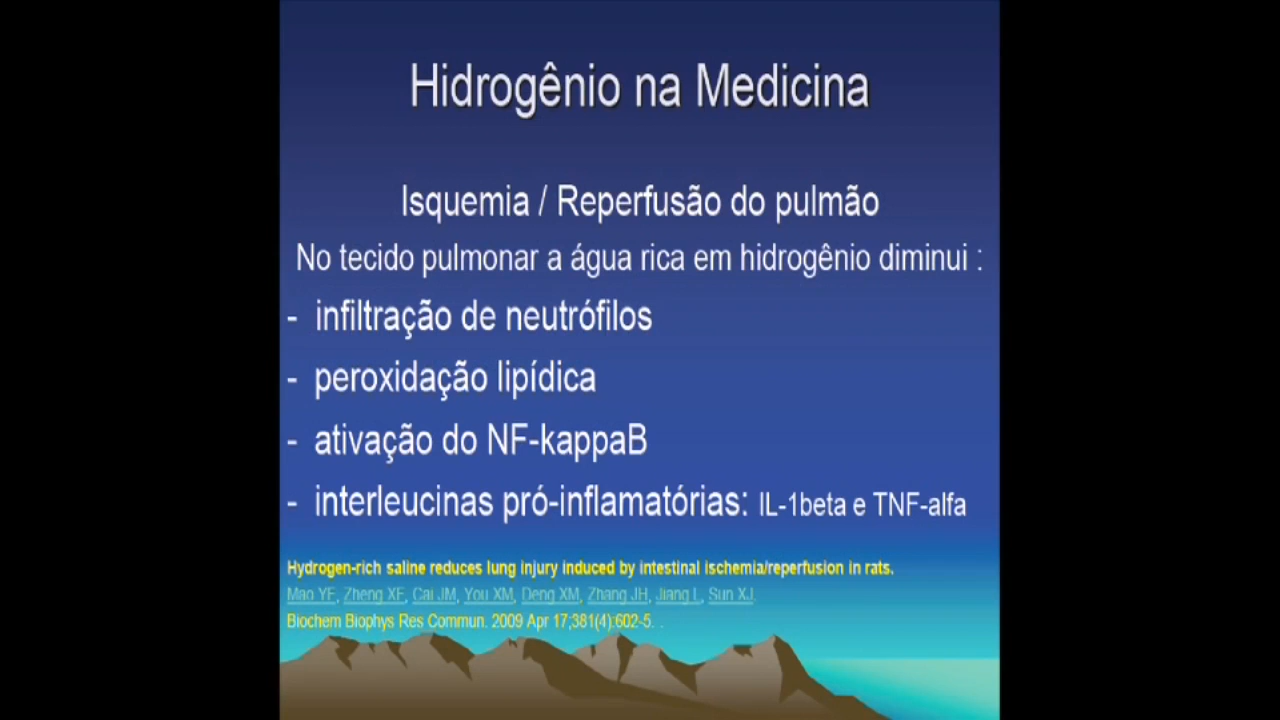 Hidrogênio na Medicina
Isquemia / Reperfusão do pulmão
No tecido pulmonar a água rica em hidrogênio diminui :
- infiltração de neutrófilos
- peroxidação lipídica
- ativação do NF-kappaB
- interleucinas pró-inflamatórias: IL-1beta e TNF-alfa
Hydrogen-rich saline reduces lung injury induced by intestinal ischemia/reperfusion in rats.
Mao YF, Zheng XF, Cai JM, You XM, Deng XM, Zhang JH, Jiang L, Sun XJ.
Biochem Biophys Res Commun. 2009 Apr 17;381(4):602-5. .